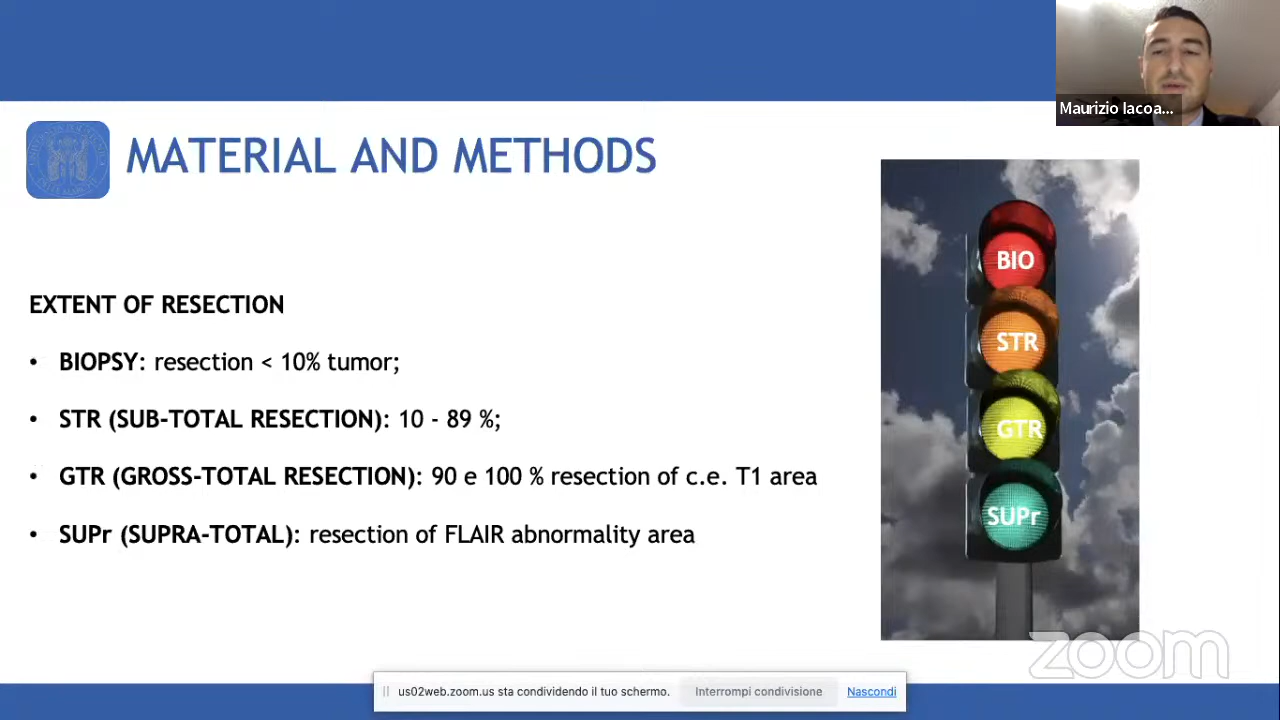 Maurizio Iacoa...
MATERIAL AND METHODS
EXTENT OF RESECTION
• BIOPSY: resection < 10% tumor;
• STR (SUB-TOTAL RESECTION): 10 - 89 %;
• GTR (GROSS-TOTAL RESECTION): 90 e 100 % resection of c.e. T1 area
• SUPr (SUPRA-TOTAL): resection of FLAIR abnormality area
BIO
STR
GTR
SUPr
zoom
us02web.zoom.us sta condividendo il tuo schermo.
Interrompi condivisione
Nascondi